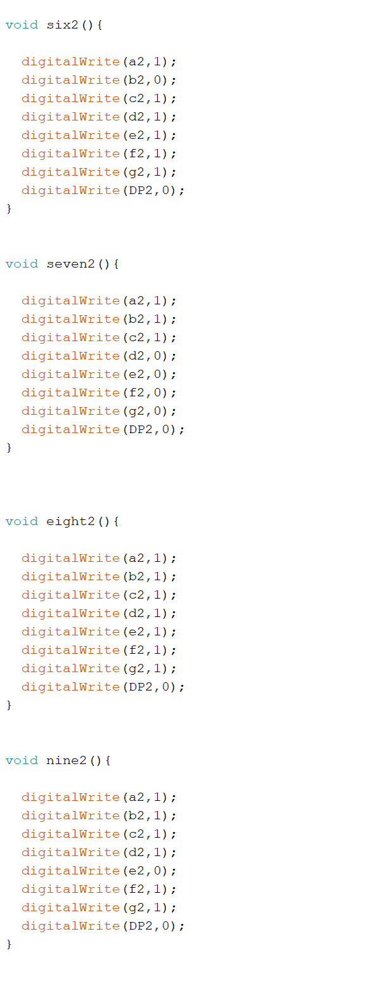 void six2(){
digitalWrite(a2,1);
digitalWrite(b2,0);
digitalWrite(c2,1);
digitalWrite(d2,1);
digitalWrite(e2,1);
digitalWrite(f2,1);
digitalWrite(g2,1);
digitalWrite(DP2,0);
}
void seven2(){
digitalWrite(a2,1);
digitalWrite(b2,1);
digitalWrite(c2,1);
digitalWrite(d2,0);
digitalWrite(e2,0);
digitalWrite(f2,0);
digitalWrite(g2,0);
digitalWrite(DP2,0);
}
void eight2(){
digitalWrite(a2,1);
digitalWrite(b2,1);
digitalWrite(c2,1);
digitalWrite(d2,1);
digitalWrite(e2,1);
digitalWrite(f2,1);
digitalWrite(g2,1);
digitalWrite(DP2,0);
}
void nine2(){
digitalWrite(a2,1);
digitalWrite(b2,1);
digitalWrite(c2,1);
digitalWrite(d2,1);
digitalWrite(e2,0);
digitalWrite(f2,1);
digitalWrite(g2,1);
digitalWrite(DP2,0);
}